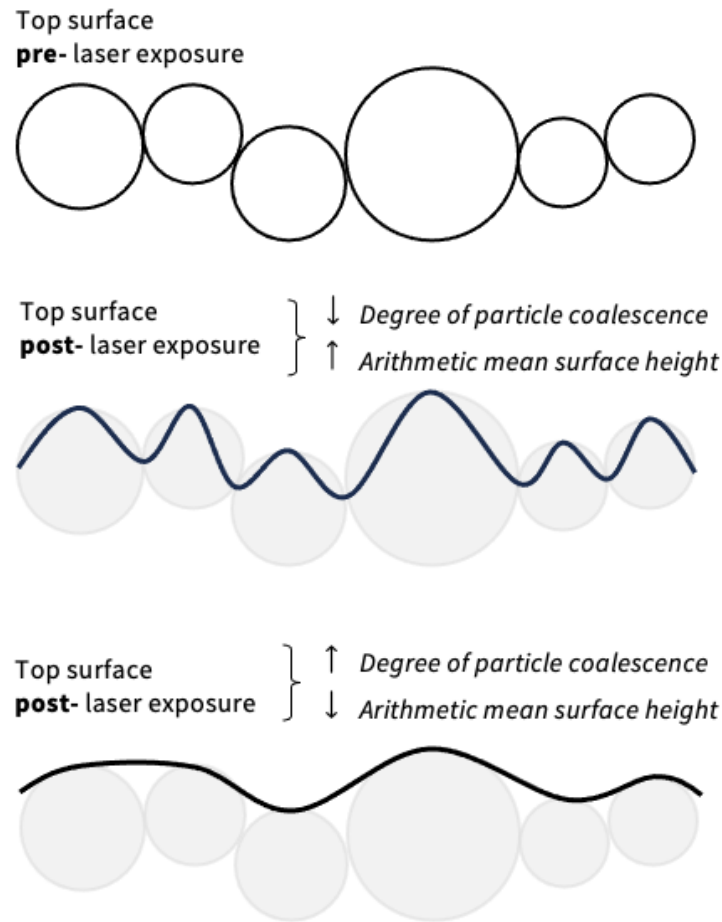 Top surface
pre- laser exposure
Top surface
post- laser exposure
↓ Degree of particle coalescence
↑ Arithmetic mean surface height
Top surface
post- laser exposure
↑ Degree of particle coalescence
↓ Arithmetic mean surface height